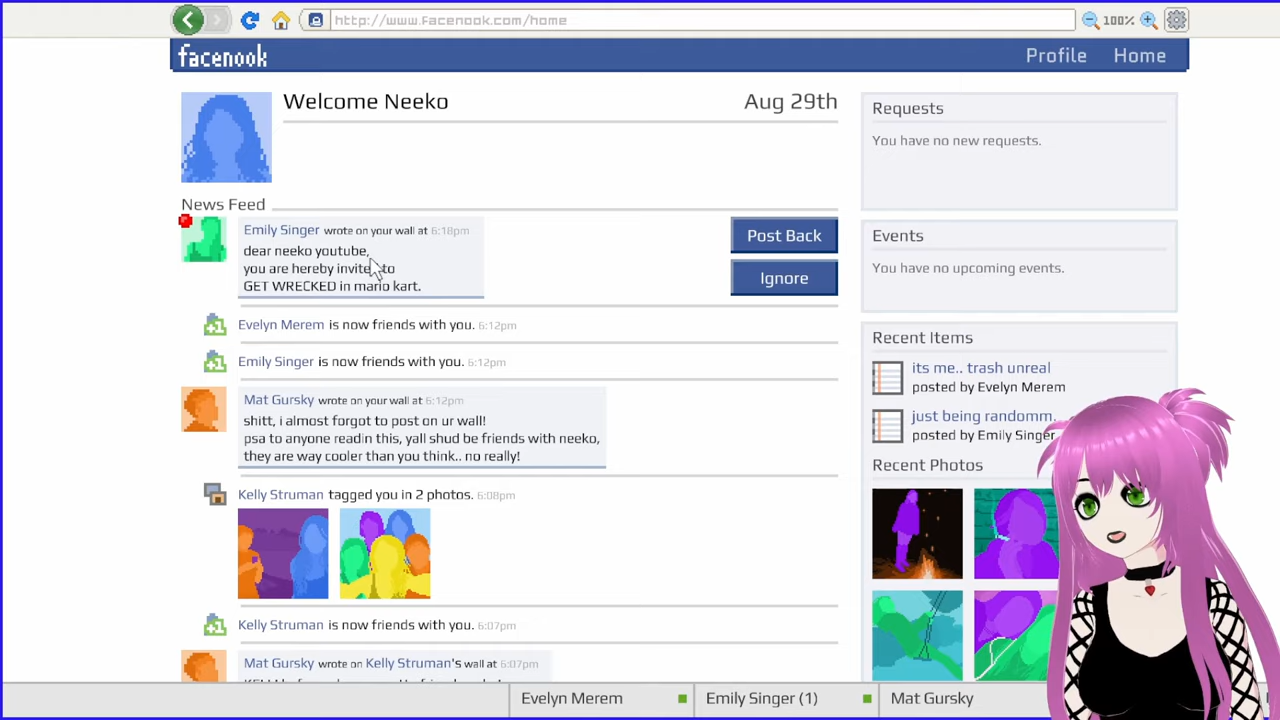 http://www.facenook.com/home
100%
facenook
Profile
Home
Welcome Neeko
Aug 29th
News Feed
Emily Singer wrote on your wall at 6:18pm
dear neeko youtube,
you are hereby invited to
GET WRECKED in mario kart.
Post Back
Ignore
+1 Evelyn Merem is now friends with you. 6:12pm
+1 Emily Singer is now friends with you. 6:12pm
Mat Gursky wrote on your wall at 6:12pm
shitt, i almost forgot to post on ur wall!
psa to anyone readin this, yall shud be friends with neeko,
they are way cooler than you think.. no really!
Kelly Struman tagged you in 2 photos. 6:08pm
+1 Kelly Struman is now friends with you. 6:07pm
Mat Gursky wrote on Kelly Struman's wall at 6:07pm
Requests
You have no new requests.
Events
You have no upcoming events.
Recent Items
its me.. trash unreal
posted by Evelyn Merem
just being randomm.
posted by Emily Singer
Recent Photos
Evelyn Merem
Emily Singer (1)
Mat Gursky